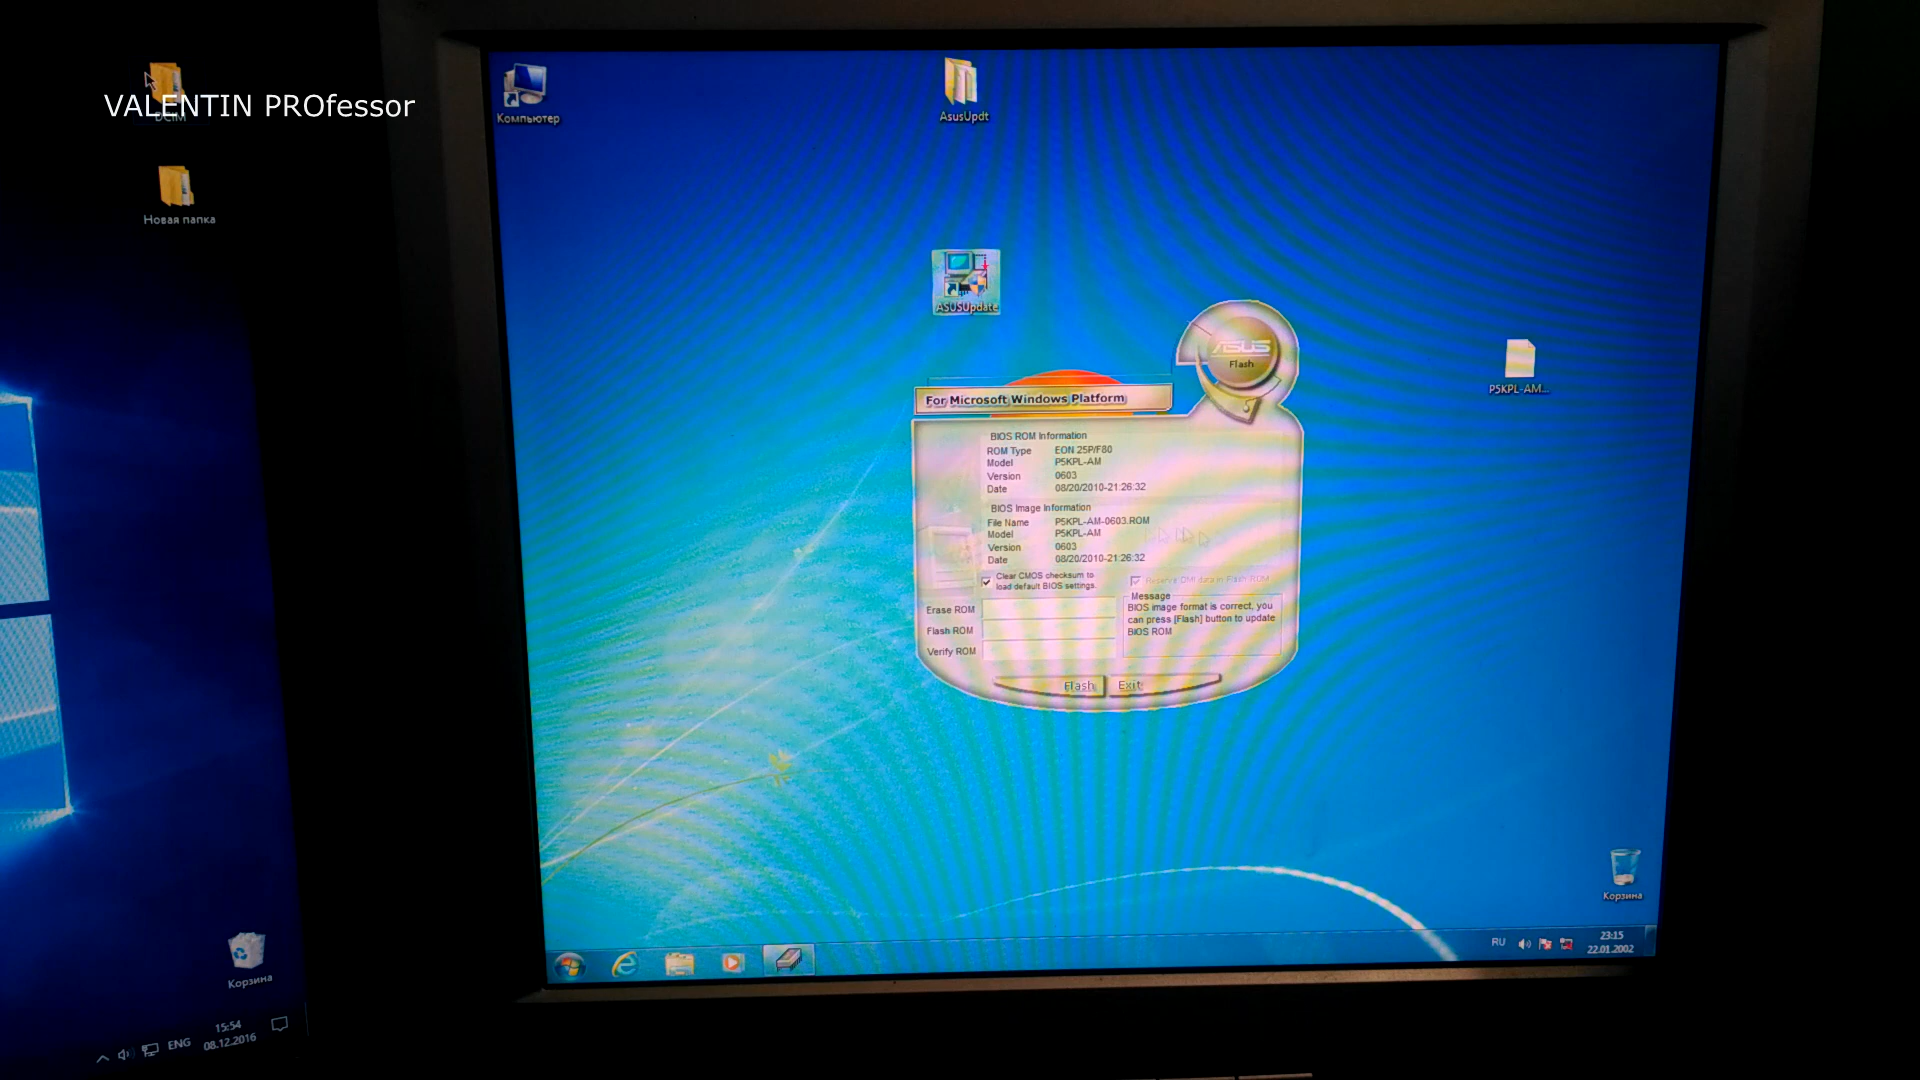 VALENTIN PROfessor
DCIM
Новая папка
Корзина
ENG
15:54
08.12.2016
Компьютер
AsusUpdt
ASUSUpdate
P5KPL-AM...
ASUS
Flash
For Microsoft Windows Platform
BIOS ROM Information
ROM Type EON 25P/F80
Model P5KPL-AM
Version 0603
Date 08/20/2010-21:26:32
BIOS Image Information
File Name P5KPL-AM-0603.ROM
Model P5KPL-AM
Version 0603
Date 08/20/2010-21:26:32
Clear CMOS checksum to
load default BIOS settings.
Reserve DMI data in Flash ROM
Erase ROM
Flash ROM
Verify ROM
Message
BIOS image format is correct, you
can press [Flash] button to update
BIOS ROM
Flash
Exit
Корзина
RU
23:15
22.01.2002